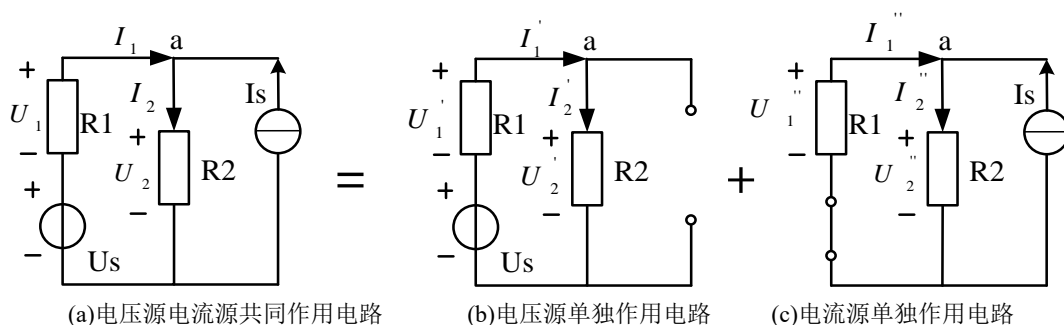 I1 a I1' a I1'' a
+ + +
I2 Is I2' I2'' Is
U1 R1 U1' R1 U1'' R1
− + − + − +
+ U2 R2 = + U2' R2 + U2'' R2
− − −
− Us − Us
(a)电压源电流源共同作用电路 (b)电压源单独作用电路 (c)电流源单独作用电路